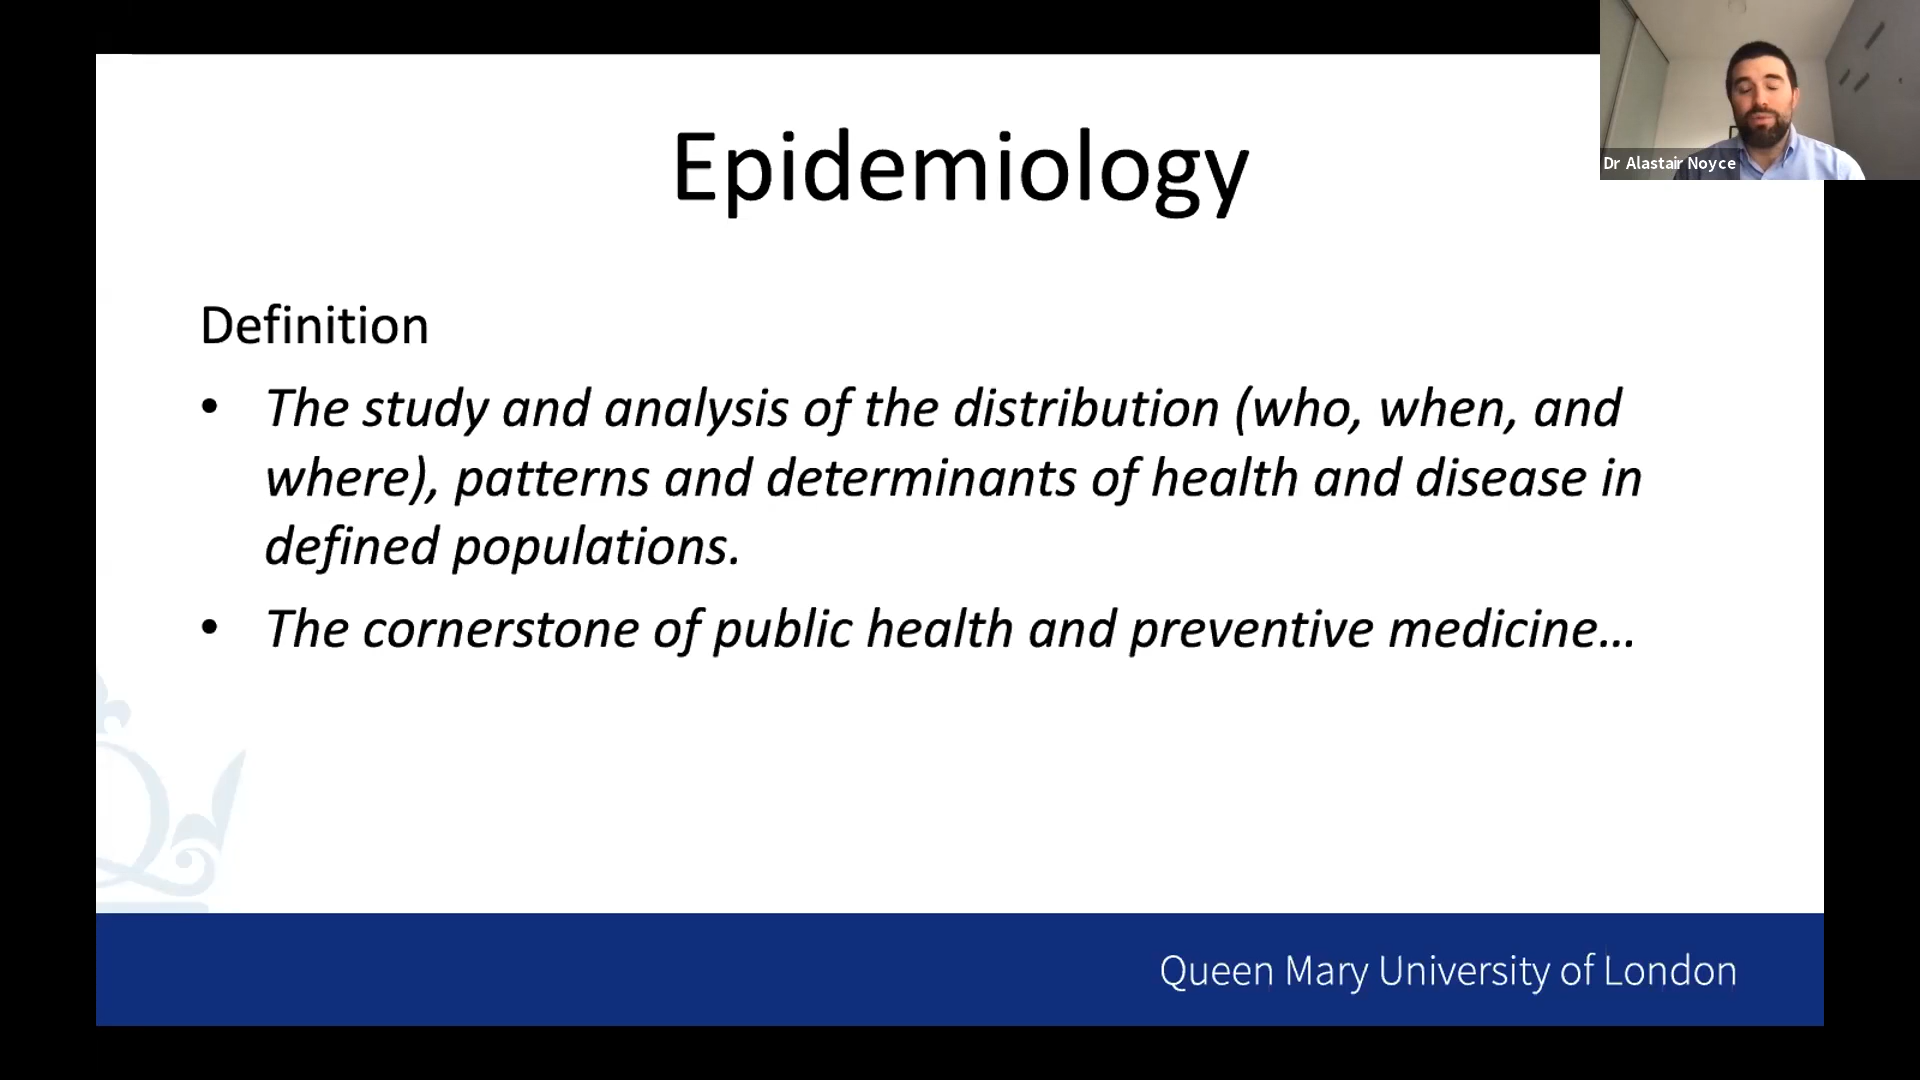 Epidemiology
Dr Alastair Noyce
Definition
• The study and analysis of the distribution (who, when, and
where), patterns and determinants of health and disease in
defined populations.
• The cornerstone of public health and preventive medicine...
Queen Mary University of London